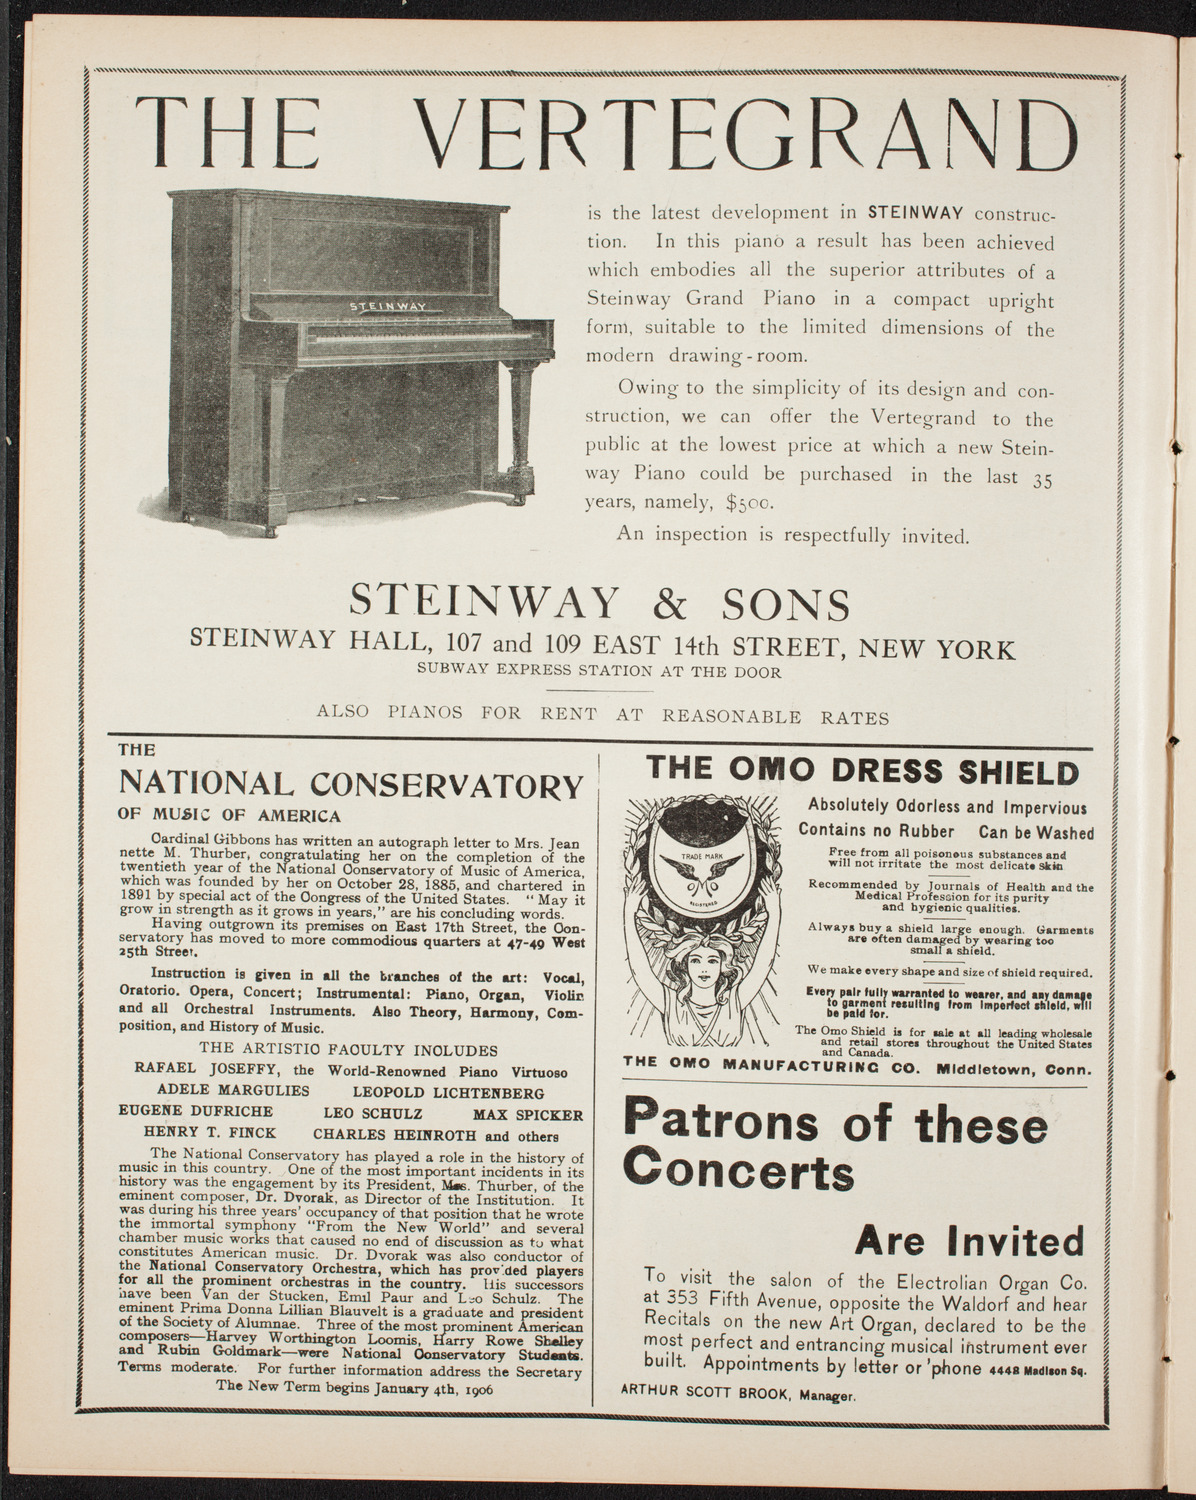 THE VERTEGRAND
STEINWAY
is the latest development in STEINWAY construc-
tion. In this piano a result has been achieved
which embodies all the superior attributes of a
Steinway Grand Piano in a compact upright
form, suitable to the limited dimensions of the
modern drawing-room.
Owing to the simplicity of its design and con-
struction, we can offer the Vertegrand to the
public at the lowest price at which a new Stein-
way Piano could be purchased in the last 35
years, namely, $500.
An inspection is respectfully invited.
STEINWAY & SONS
STEINWAY HALL, 107 and 109 EAST 14th STREET, NEW YORK
SUBWAY EXPRESS STATION AT THE DOOR
ALSO PIANOS FOR RENT AT REASONABLE RATES
THE
NATIONAL CONSERVATORY
OF MUSIC OF AMERICA
Cardinal Gibbons has written an autograph letter to Mrs. Jean
nette M. Thurber, congratulating her on the completion of the
twentieth year of the National Conservatory of Music of America,
which was founded by her on October 28, 1885, and chartered in
1891 by special act of the Congress of the United States. "May it
grow in strength as it grows in years," are his concluding words.
Having outgrown its premises on East 17th Street, the Con-
servatory has moved to more commodious quarters at 47-49 West
25th Street.
Instruction is given in all the branches of the art: Vocal,
Oratorio. Opera, Concert; Instrumental: Piano, Organ, Violin
and all Orchestral Instruments. Also Theory, Harmony, Com-
position, and History of Music.
THE ARTISTIC FACULTY INCLUDES
RAFAEL JOSEFFY, the World-Renowned Piano Virtuoso
ADELE MARGULIES LEOPOLD LICHTENBERG
EUGENE DUFRICHE LEO SCHULZ MAX SPICKER
HENRY T. FINCK CHARLES HEINROTH and others
The National Conservatory has played a role in the history of
music in this country. One of the most important incidents in its
history was the engagement by its President, Mrs. Thurber, of the
eminent composer, Dr. Dvorak, as Director of the Institution. It
was during his three years' occupancy of that position that he wrote
the immortal symphony "From the New World" and several
chamber music works that caused no end of discussion as to what
constitutes American music. Dr. Dvorak was also conductor of
the National Conservatory Orchestra, which has provided players
for all the prominent orchestras in the country. His successors
have been Van der Stucken, Emil Paur and Leo Schulz. The
eminent Prima Donna Lillian Blauvelt is a graduate and president
of the Society of Alumnae. Three of the most prominent American
composers—Harvey Worthington Loomis, Harry Rowe Shelley
and Rubin Goldmark—were National Conservatory Students.
Terms moderate. For further information address the Secretary
The New Term begins January 4th, 1906
THE OMO DRESS SHIELD
TRADE MARK
OMO
REGISTERED
Absolutely Odorless and Impervious
Contains no Rubber Can be Washed
Free from all poisonous substances and
will not irritate the most delicate skin
Recommended by Journals of Health and the
Medical Profession for its purity
and hygienic qualities.
Always buy a shield large enough. Garments
are often damaged by wearing too
small a shield.
We make every shape and size of shield required.
Every pair fully warranted to wearer, and any damage
to garment resulting from imperfect shield, will
be paid for.
The Omo Shield is for sale at all leading wholesale
and retail stores throughout the United States
and Canada.
THE OMO MANUFACTURING CO. Middletown, Conn.
Patrons of these
Concerts
Are Invited
To visit the salon of the Electrolian Organ Co.
at 353 Fifth Avenue, opposite the Waldorf and hear
Recitals on the new Art Organ, declared to be the
most perfect and entrancing musical instrument ever
built. Appointments by letter or 'phone 4448 Madison Sq.
ARTHUR SCOTT BROOK, Manager.